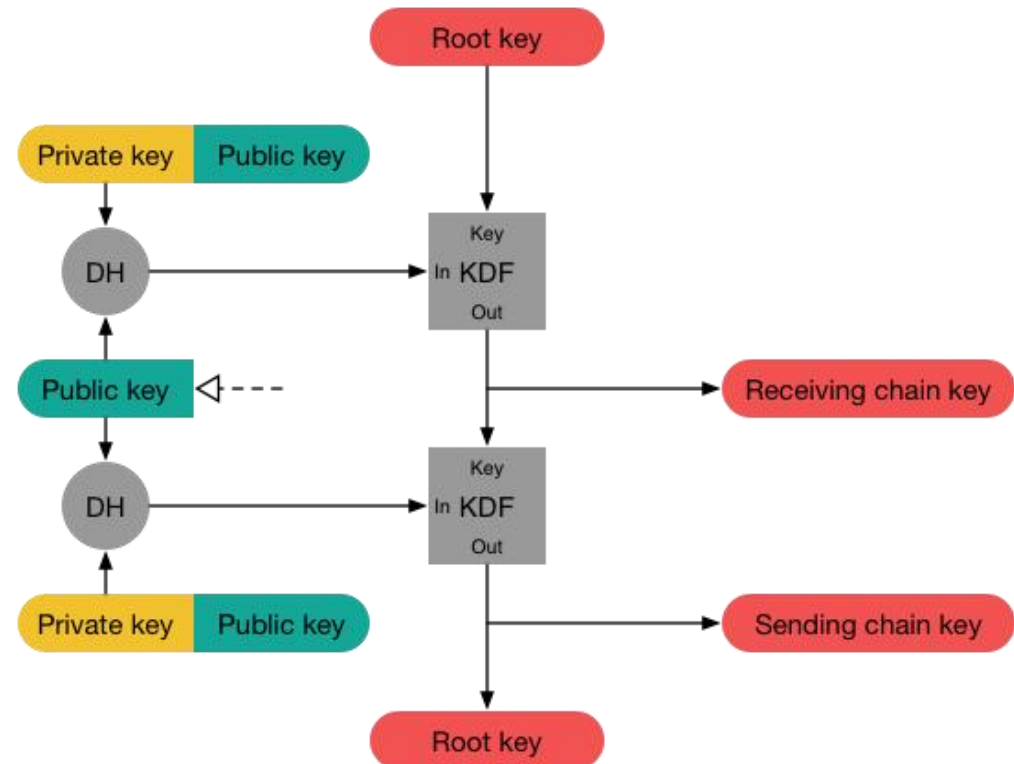 Root key
Private key Public key
Key
DH
In KDF
Out
Public key
Receiving chain key
Key
DH
In KDF
Out
Private key Public key
Sending chain key
Root key